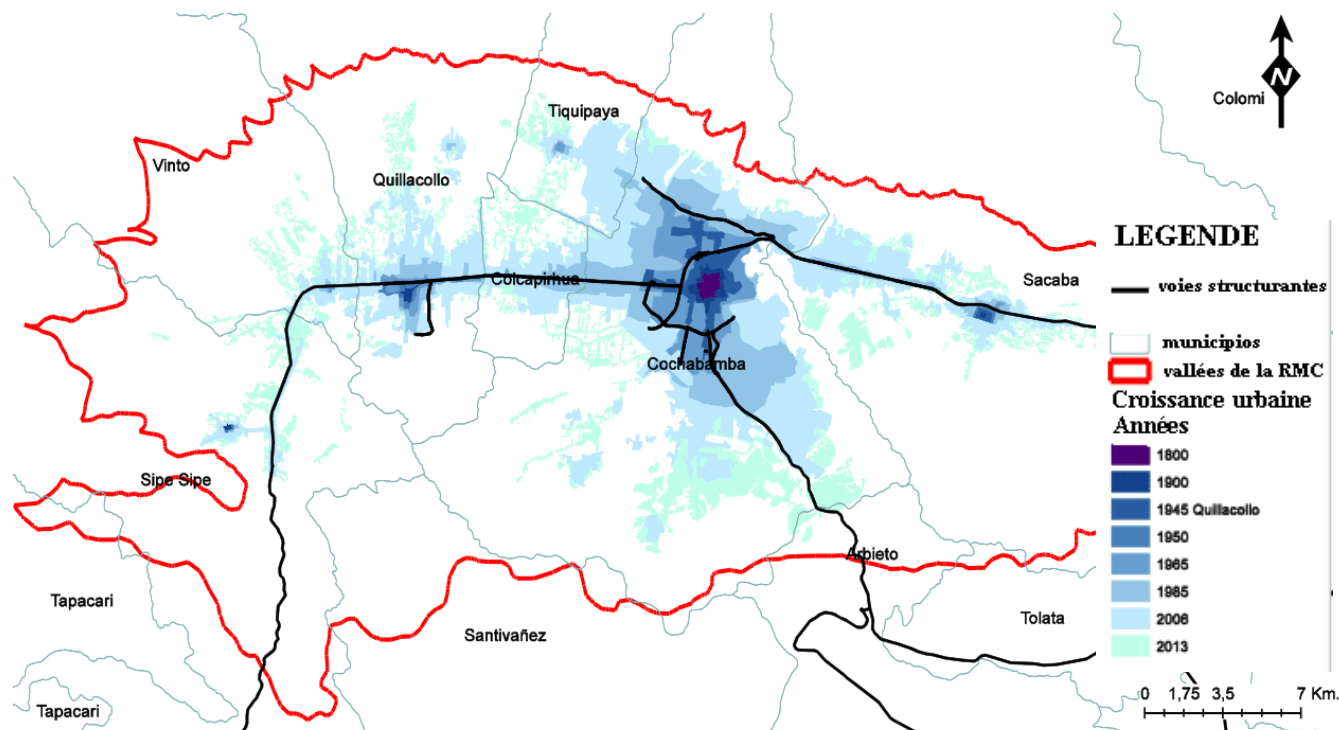 Tiquipaya
N
Colomi
Vinto
Quillacollo
Colcapirhua
Sacaba
Cochabamba
Sipe Sipe
Arbieto
Tapacari
Santivañez
Tolata
Tapacari
LEGENDE
voies structurantes
municipios
vallées de la RMC
Croissance urbaine
Années
1800
1900
1945 Quillacollo
1950
1965
1985
2006
2013
0 1,75 3,5 7 Km.